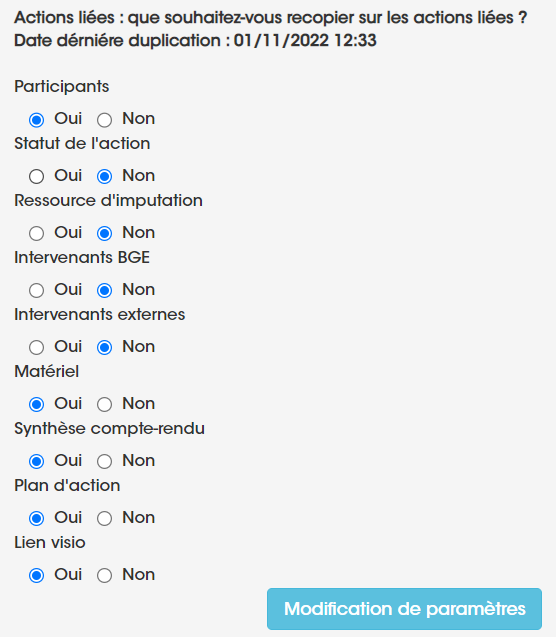 Actions liées : que souhaitez-vous recopier sur les actions liées ?
Date dérniére duplication : 01/11/2022 12:33
Participants
Oui Non
Statut de l'action
Oui Non
Ressource d'imputation
Oui Non
Intervenants BGE
Oui Non
Intervenants externes
Oui Non
Matériel
Oui Non
Synthèse compte-rendu
Oui Non
Plan d'action
Oui Non
Lien visio
Oui Non
Modification de paramètres